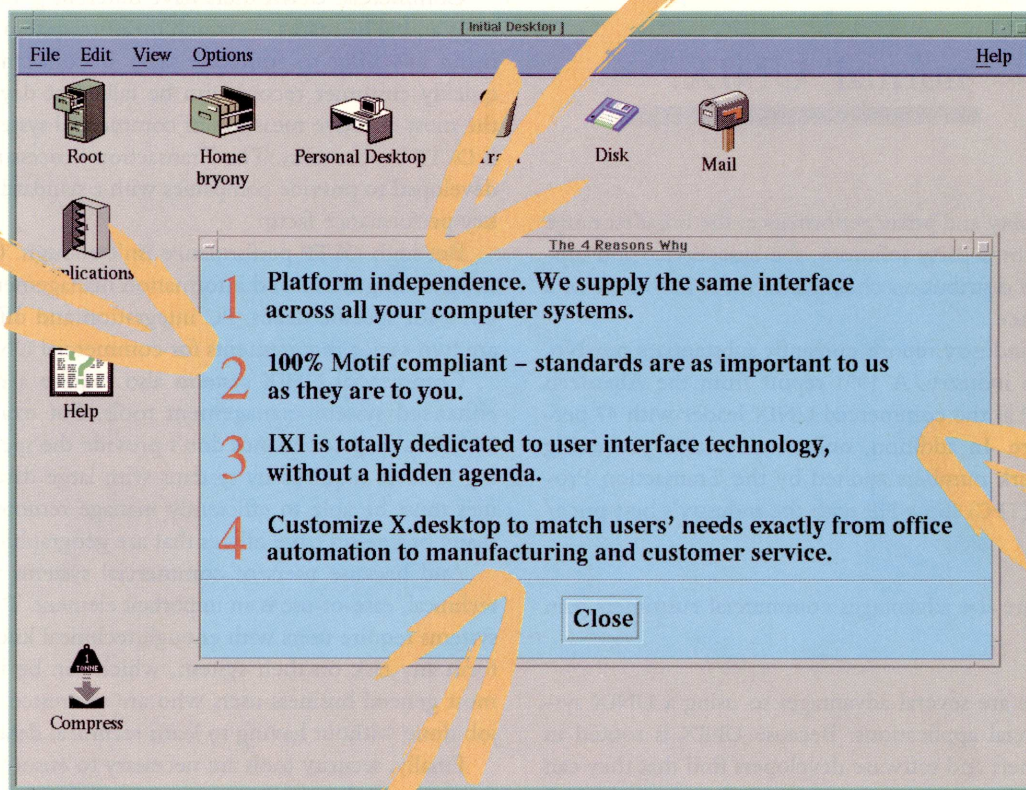 [ Initial Desktop ]
File Edit View Options Help
Root
Home
bryony
Personal Desktop
Disk
Mail
Applications
Help
The 4 Reasons Why
1 Platform independence. We supply the same interface
across all your computer systems.
2 100% Motif compliant – standards are as important to us
as they are to you.
3 IXI is totally dedicated to user interface technology,
without a hidden agenda.
4 Customize X.desktop to match users' needs exactly from office
automation to manufacturing and customer service.
Close
1
TONNE
Compress